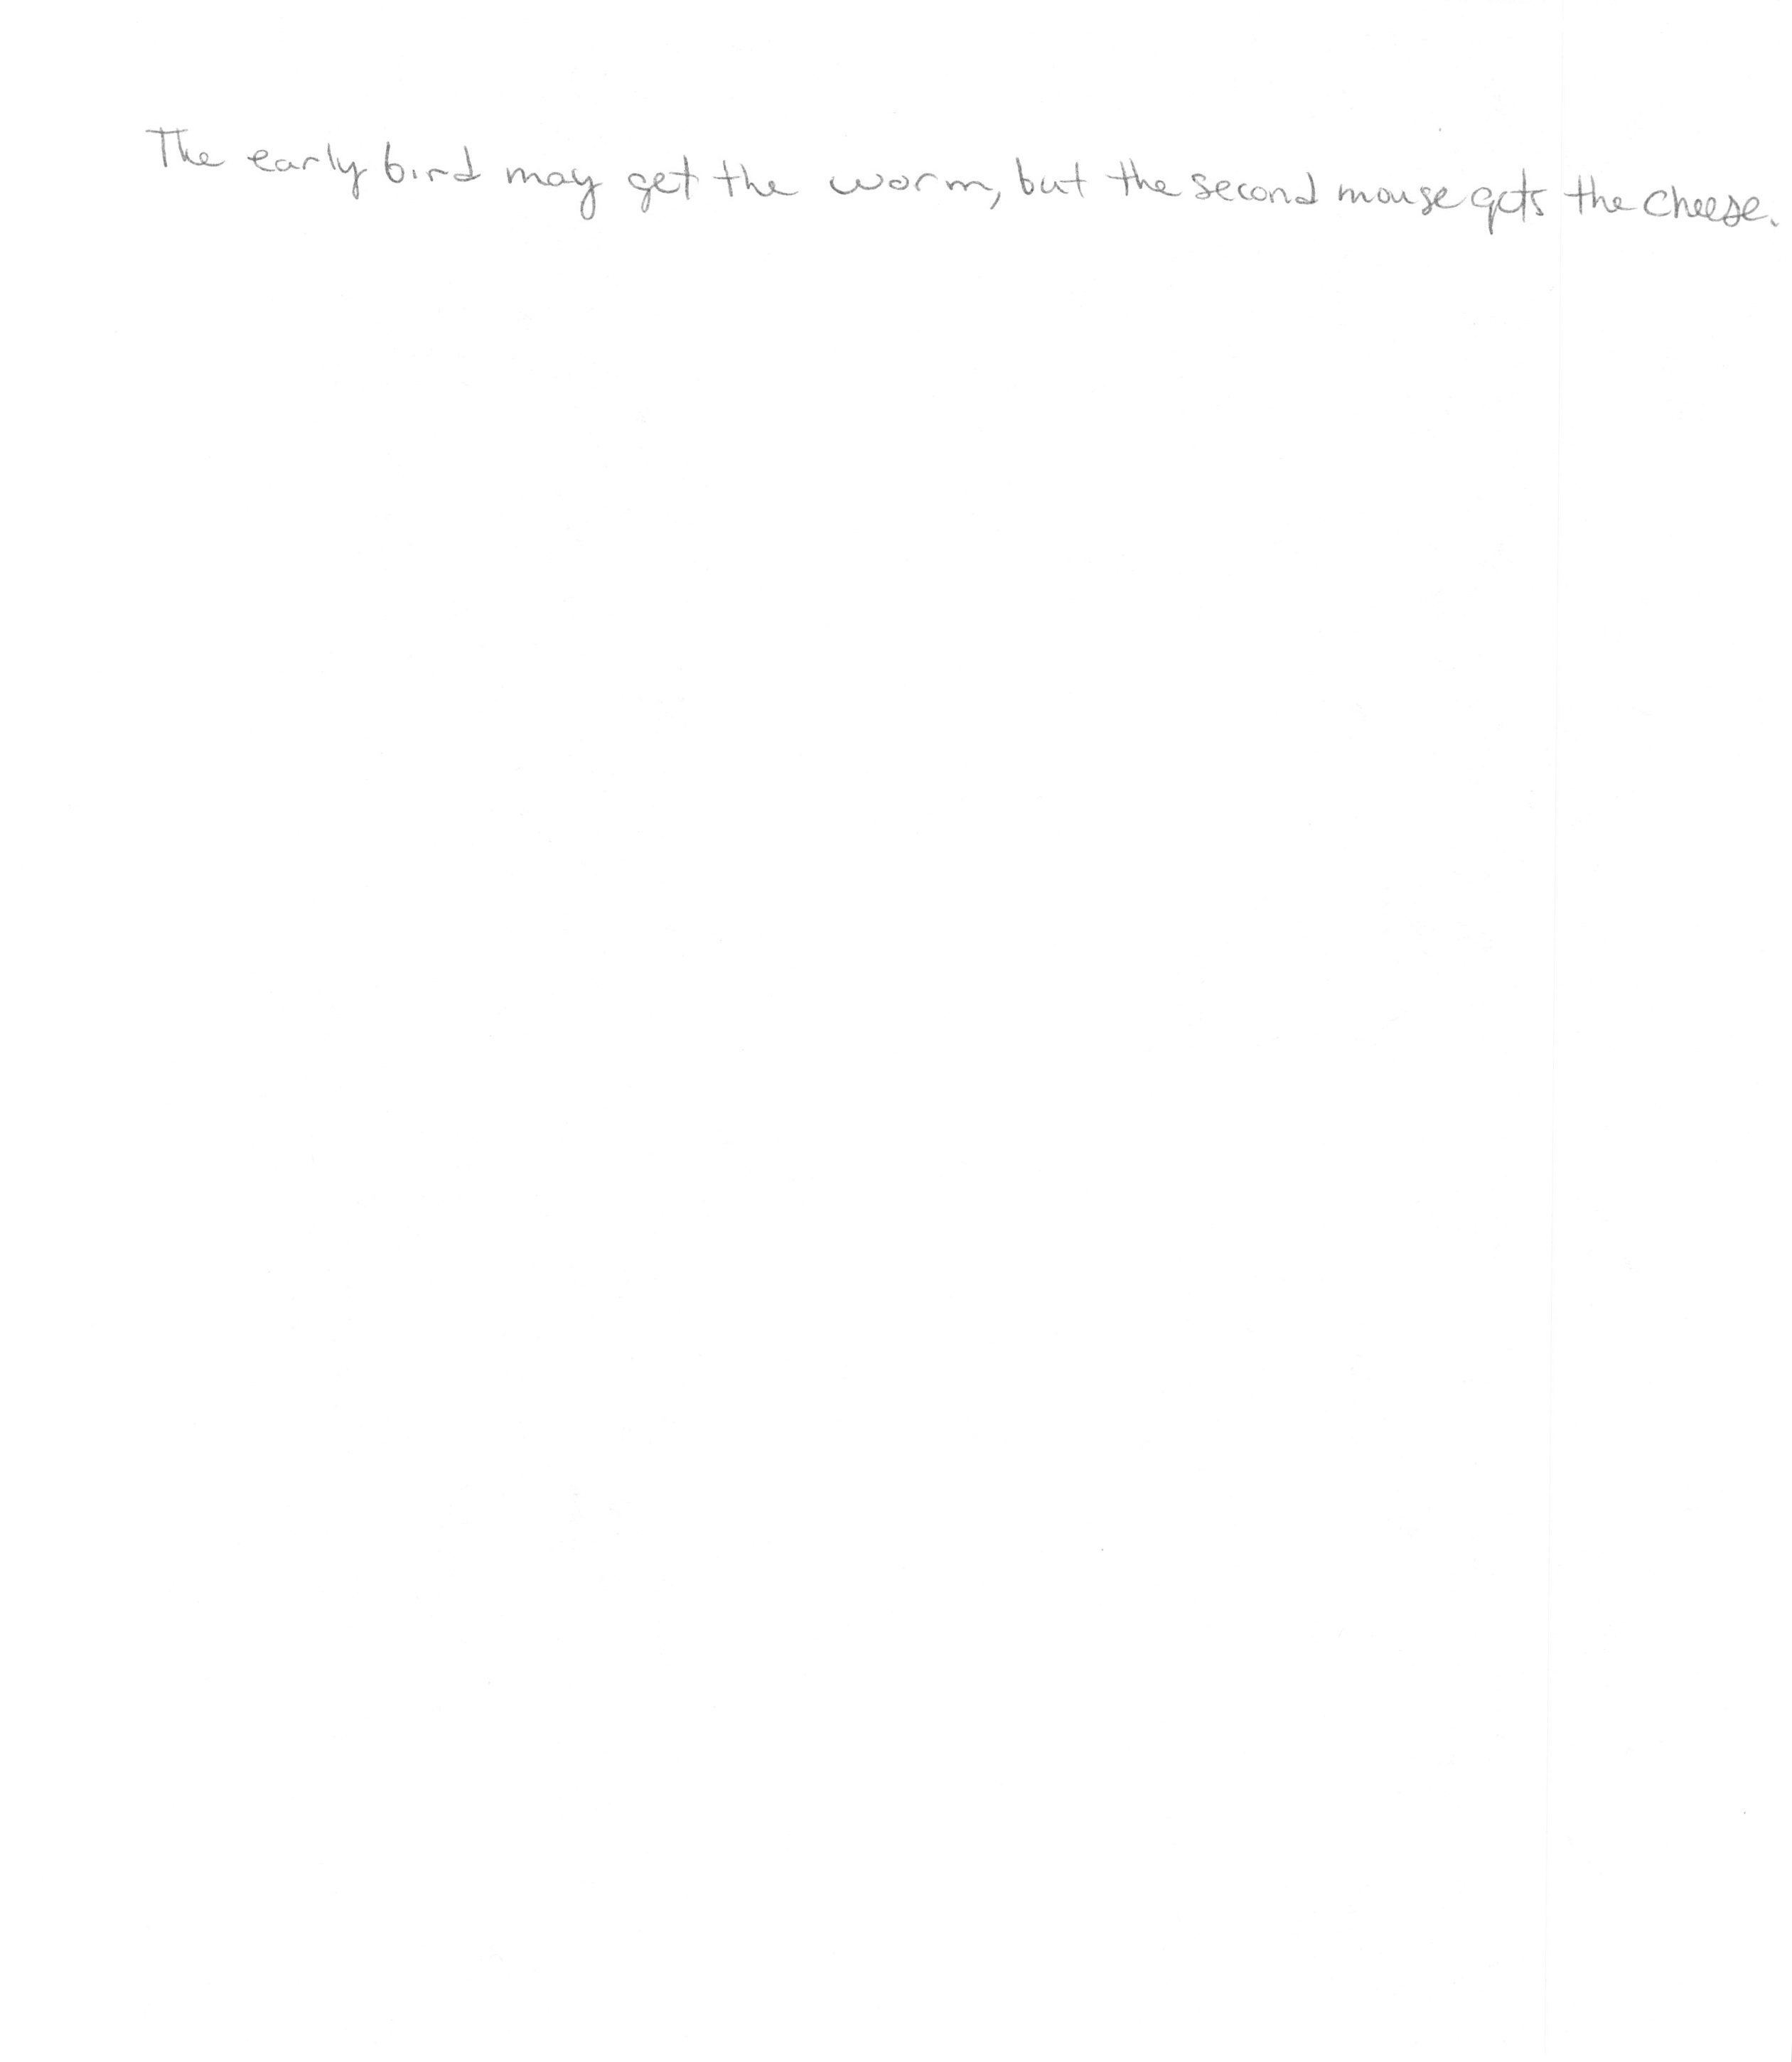 The early bird may get the worm, but the second mouse gets the cheese.